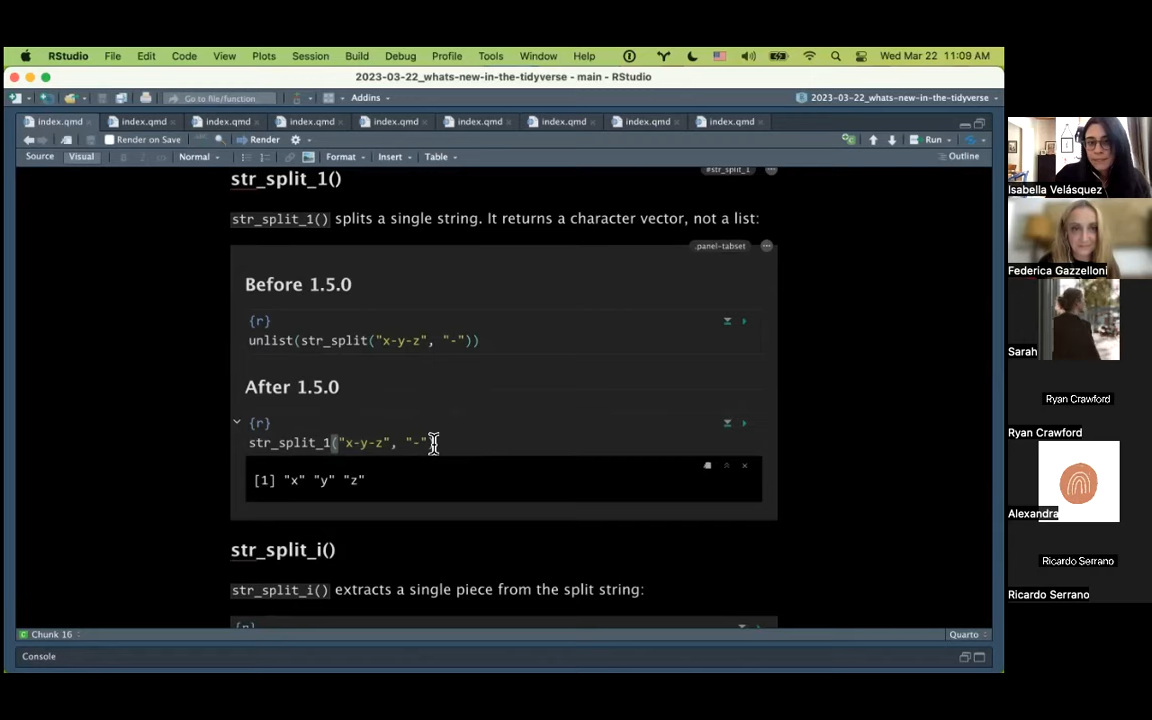 RStudio File Edit Code View Plots Session Build Debug Profile Tools Window Help Wed Mar 22 11:09 AM
2023-03-22_whats-new-in-the-tidyverse - main - RStudio
Go to file/function Addins 2023-03-22_whats-new-in-the-tidyverse
index.qmd index.qmd index.qmd index.qmd index.qmd index.qmd index.qmd index.qmd index.qmd
Render on Save Render Run
Source Visual Normal Format Insert Table Outline
str_split_1() #str_split_1
str_split_1() splits a single string. It returns a character vector, not a list:
.panel-tabset
Before 1.5.0
{r}
unlist(str_split("x-y-z", "-"))
After 1.5.0
{r}
str_split_1("x-y-z", "-")
[1] "x" "y" "z"
str_split_i()
str_split_i() extracts a single piece from the split string:
{r}
Chunk 16 Quarto
Console
Isabella Velásquez
Federica Gazzelloni
Sarah
Ryan Crawford
Ryan Crawford
Alexandra
Ricardo Serrano
Ricardo Serrano